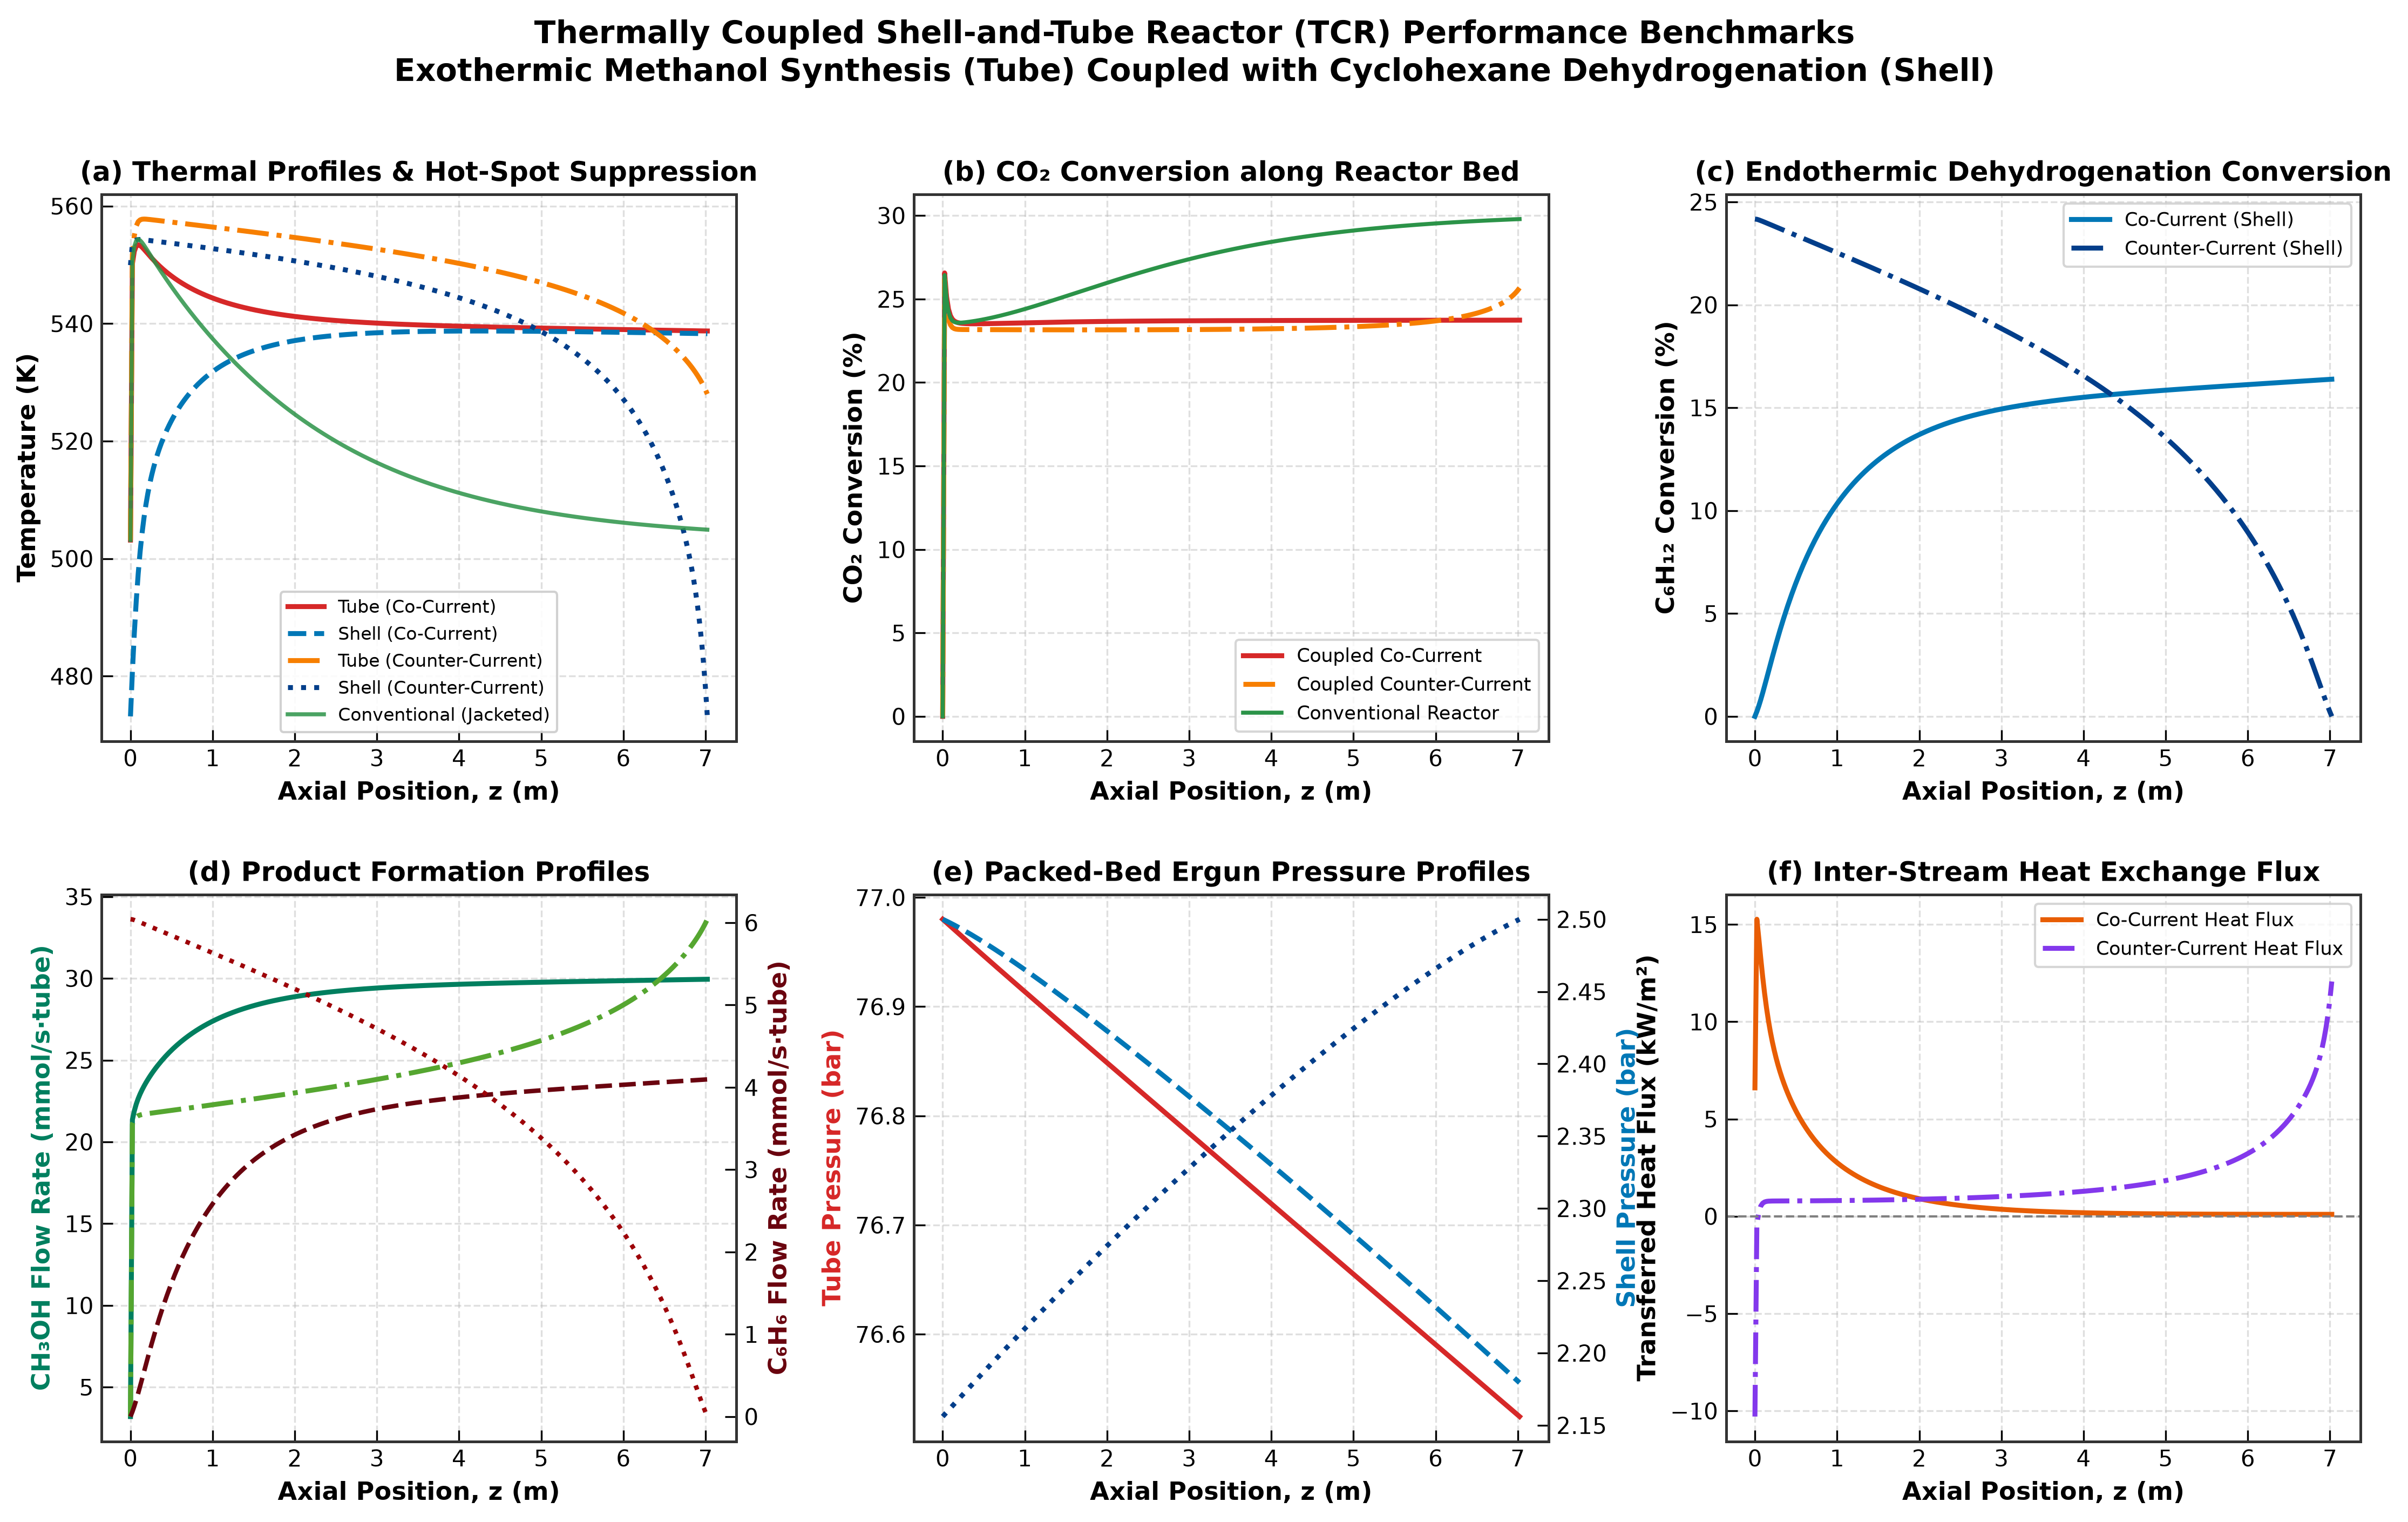 Thermally Coupled Shell-and-Tube Reactor (TCR) Performance Benchmarks
Exothermic Methanol Synthesis (Tube) Coupled with Cyclohexane Dehydrogenation (Shell)
(a) Thermal Profiles & Hot-Spot Suppression
Temperature (K)
560
540
520
500
480
Tube (Co-Current)
Shell (Co-Current)
Tube (Counter-Current)
Shell (Counter-Current)
Conventional (Jacketed)
0 1 2 3 4 5 6 7
Axial Position, z (m)
(b) CO₂ Conversion along Reactor Bed
CO₂ Conversion (%)
30
25
20
15
10
5
0
Coupled Co-Current
Coupled Counter-Current
Conventional Reactor
0 1 2 3 4 5 6 7
Axial Position, z (m)
(c) Endothermic Dehydrogenation Conversion
C₆H₁₂ Conversion (%)
25
20
15
10
5
0
Co-Current (Shell)
Counter-Current (Shell)
0 1 2 3 4 5 6 7
Axial Position, z (m)
(d) Product Formation Profiles
CH₃OH Flow Rate (mmol/s·tube)
35
30
25
20
15
10
5
6
5
4
3
2
1
0
C₆H₆ Flow Rate (mmol/s·tube)
0 1 2 3 4 5 6 7
Axial Position, z (m)
(e) Packed-Bed Ergun Pressure Profiles
Tube Pressure (bar)
77.0
76.9
76.8
76.7
76.6
2.50
2.45
2.40
2.35
2.30
2.25
2.20
2.15
Shell Pressure (bar)
0 1 2 3 4 5 6 7
Axial Position, z (m)
(f) Inter-Stream Heat Exchange Flux
Transferred Heat Flux (kW/m²)
15
10
5
0
−5
−10
Co-Current Heat Flux
Counter-Current Heat Flux
0 1 2 3 4 5 6 7
Axial Position, z (m)